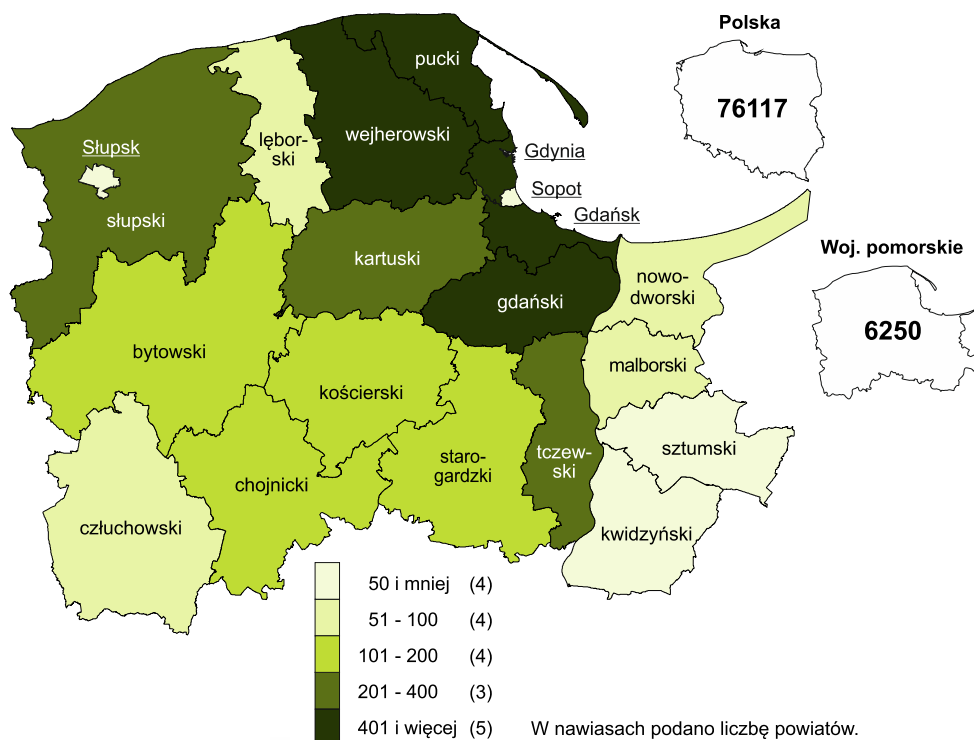 Polska
76117
pucki
wejherowski
lębor-
ski
Słupsk
Gdynia
Sopot
Gdańsk
słupski
kartuski
Woj. pomorskie
6250
nowo-
dworski
gdański
bytowski
kościerski
malborski
sztumski
staro-
gardzki
tczew-
ski
chojnicki
człuchowski
kwidzyński
50 i mniej (4)
51 - 100 (4)
101 - 200 (4)
201 - 400 (3)
401 i więcej (5)
W nawiasach podano liczbę powiatów.